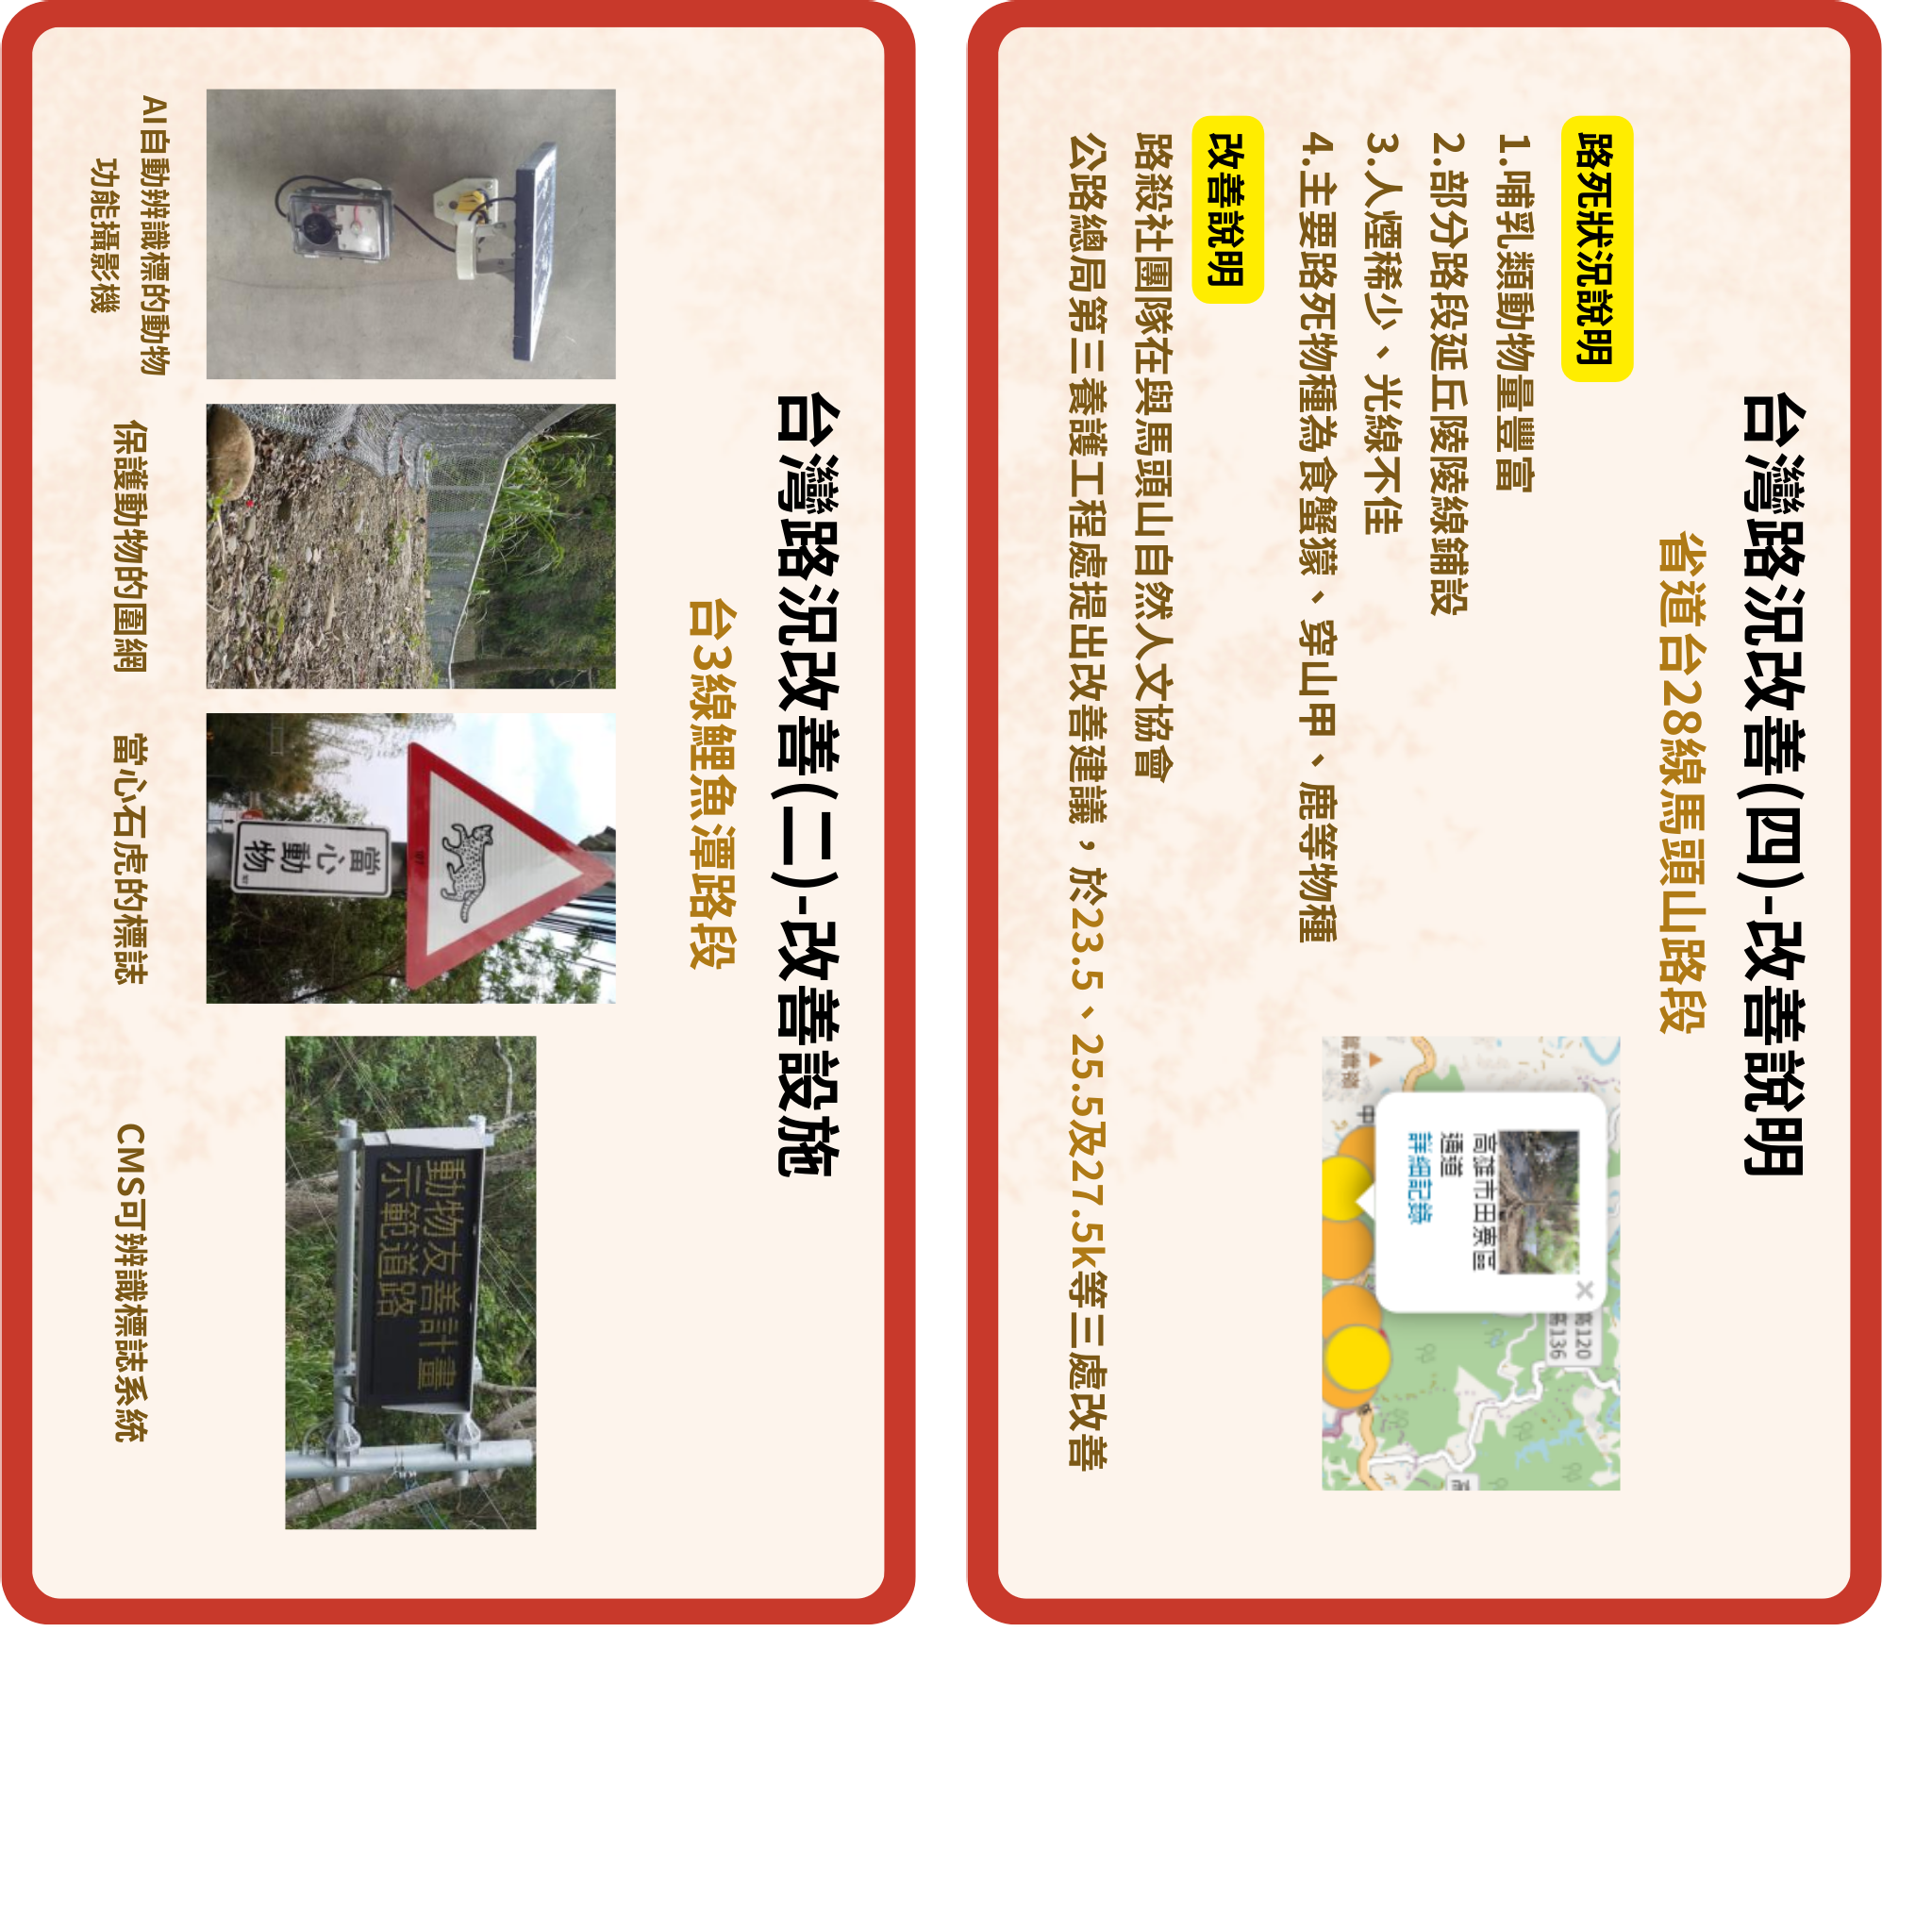 台灣路況改善(二)-改善設施
台3線鯉魚潭路段
當心
動物
動物友善計畫
示範道路
AI自動辨識標的動物
功能攝影機
保護動物的圍網
當心石虎的標誌
CMS可辨識標誌系統
台灣路況改善(四)-改善說明
省道台28線馬頭山路段
路死狀況說明
1.哺乳類動物量豐富
2.部分路段延丘陵陵線鋪設
3.人煙稀少、光線不佳
4.主要路死物種為食蟹獴、穿山甲、鹿等物種
高120
高136
高雄市田寮區
通道
詳細記錄
中
改善說明
路殺社團隊在與馬頭山自然人文協會
公路總局第三養護工程處提出改善建議，於23.5、25.5及27.5k等三處改善